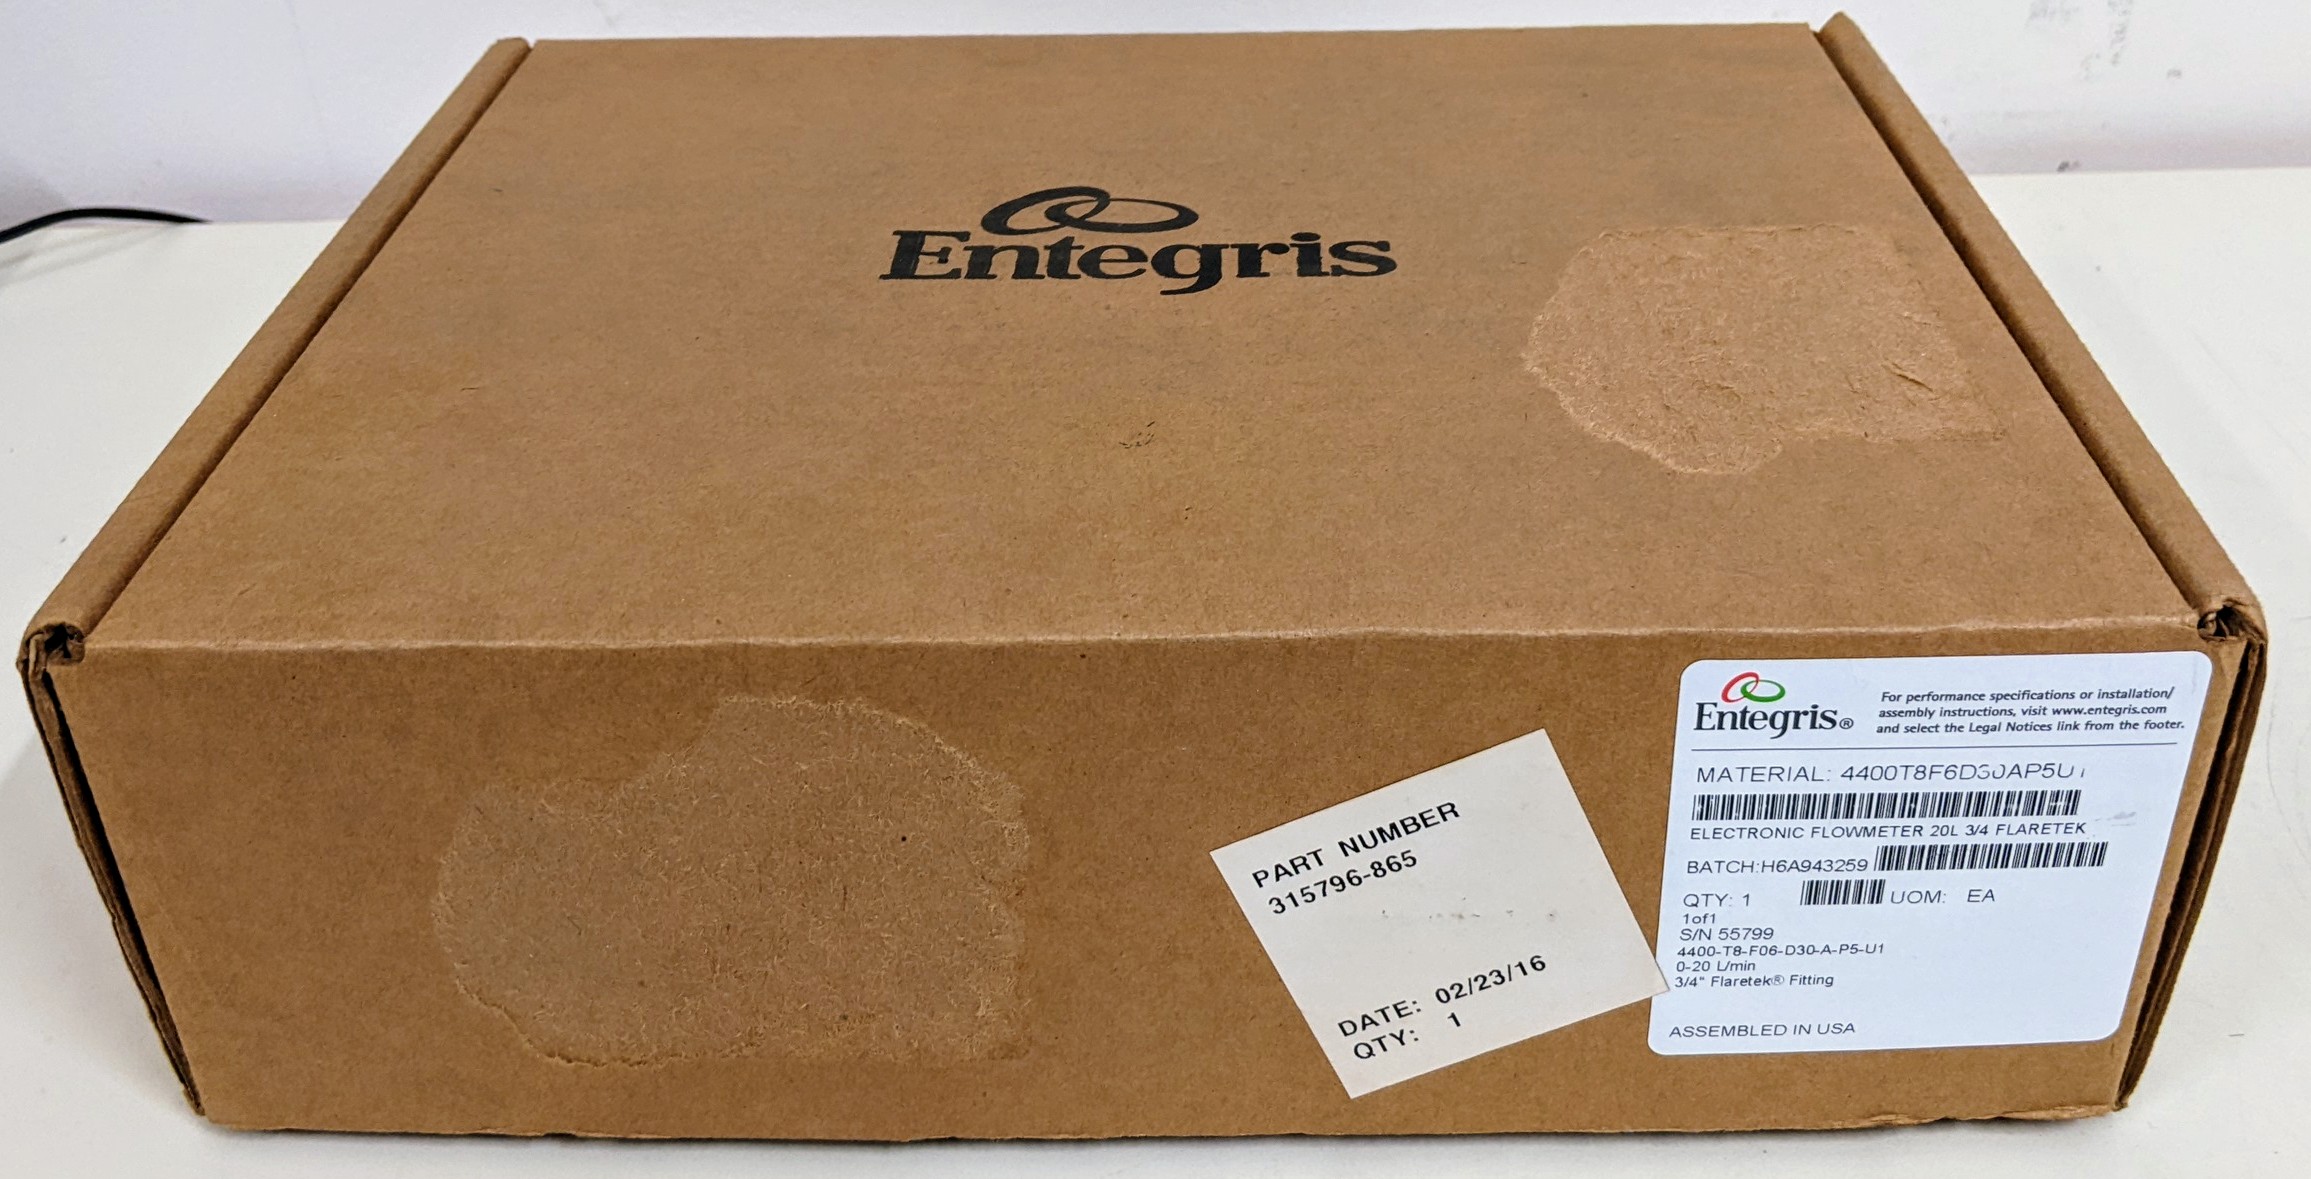 Entegris
PART NUMBER
315796-865
DATE: 02/23/16
QTY: 1
Entegris®
For performance specifications or installation/
assembly instructions, visit www.entegris.com
and select the Legal Notices link from the footer.
MATERIAL: 4400T8F6D30AP5U1
ELECTRONIC FLOWMETER 20L 3/4 FLARETEK
BATCH:H6A943259
QTY: 1 UOM: EA
1of1
S/N 55799
4400-T8-F06-D30-A-P5-U1
0-20 L/min
3/4" Flaretek® Fitting
ASSEMBLED IN USA